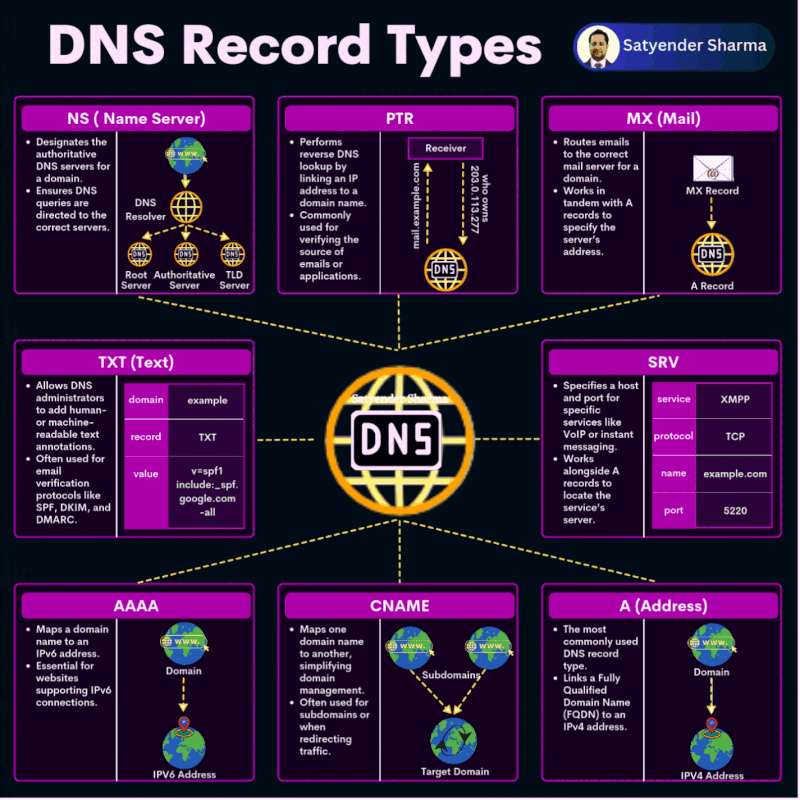 DNS Record Types
Satyender Sharma
NS ( Name Server)
• Designates the
authoritative
DNS servers for
a domain.
• Ensures DNS
queries are
directed to the
correct servers.
WWW.
DNS
Resolver
DNS
DNS
DNS
Root
Server
Authoritative
Server
TLD
Server
PTR
• Performs
reverse DNS
lookup by
linking an IP
address to a
domain name.
• Commonly
used for
verifying the
source of
emails or
applications.
Receiver
mail.example.com
who owns
203.0.113.277
DNS
MX (Mail)
• Routes emails
to the correct
mail server for a
domain.
• Works in
tandem with A
records to
specify the
server's
address.
@
MX Record
DNS
A Record
TXT (Text)
• Allows DNS
administrators
to add human-
or machine-
readable text
annotations.
• Often used for
email
verification
protocols like
SPF, DKIM, and
DMARC.
domain
example
record
TXT
value
v=spf1
include:_spf.
google.com
-all
Satyender Sharma
DNS
SRV
• Specifies a host
and port for
specific
services like
VoIP or instant
messaging.
• Works
alongside A
records to
locate the
service's
server.
service
XMPP
protocol
TCP
name
example.com
port
5220
AAAA
• Maps a domain
name to an
IPv6 address.
• Essential for
websites
supporting IPv6
connections.
WWW.
Domain
IPV6 Address
CNAME
• Maps one
domain name
to another,
simplifying
domain
management.
• Often used for
subdomains or
when
redirecting
traffic.
WWW.
WWW.
Subdomains
Target Domain
A (Address)
• The most
commonly used
DNS record
type.
• Links a Fully
Qualified
Domain Name
(FQDN) to an
IPv4 address.
WWW.
Domain
IPV4 Address